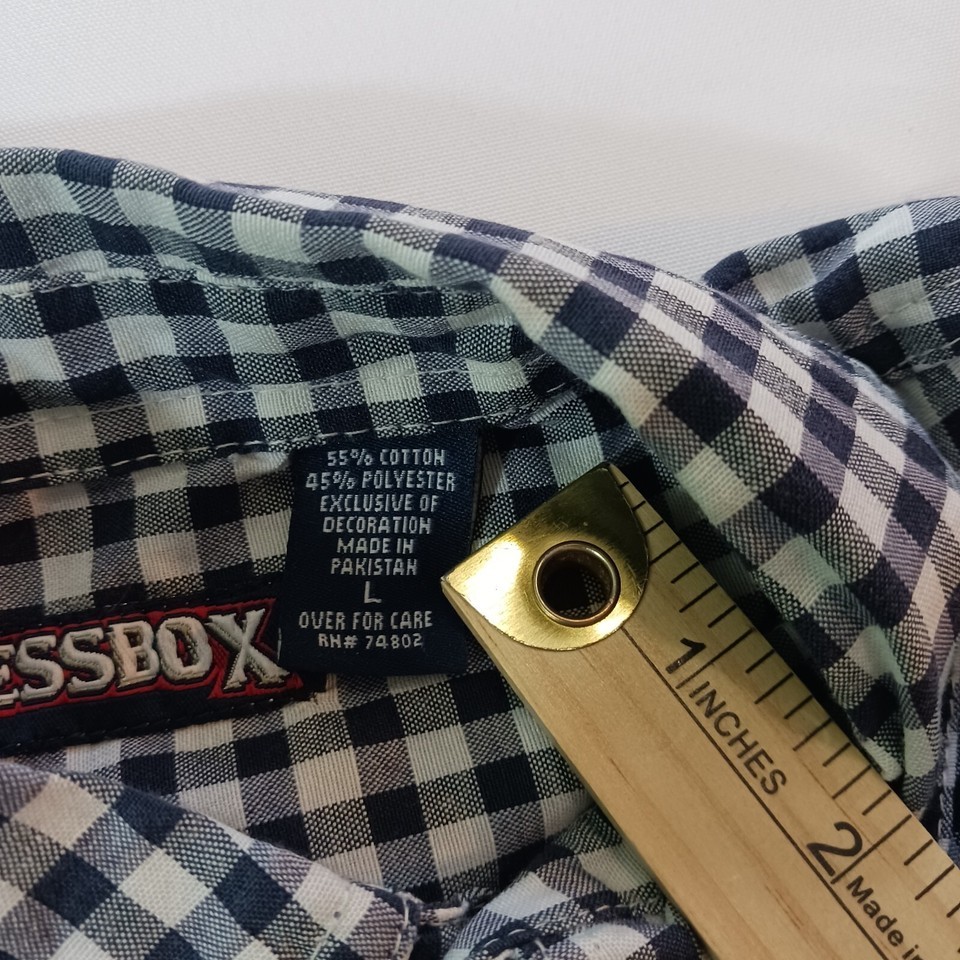 55% COTTON
45% POLYESTER
EXCLUSIVE OF
DECORATION
MADE IN
PAKISTAN
L
OVER FOR CARE
RH# 74802
ESSBOX
1
INCHES
2
Made in